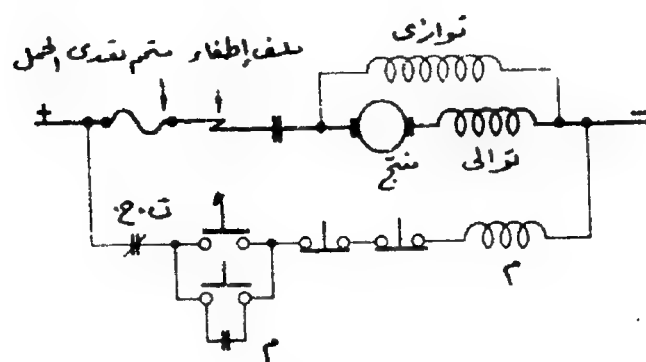 توازى
ملف إطفاء
متمم تعدى الحمل
+
−
منتج
توالى
ت.ح.
م
م